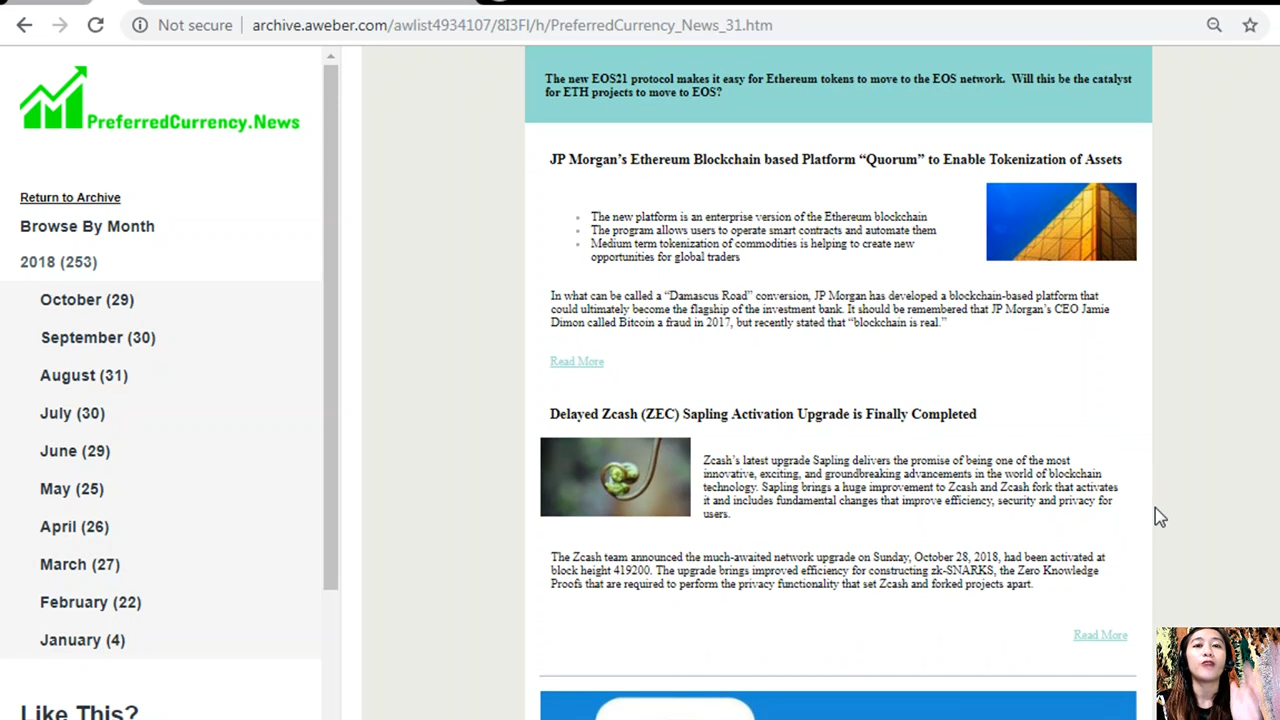 Not secure
archive.aweber.com/awlist4934107/8I3FI/h/PreferredCurrency_News_31.htm
PreferredCurrency.News
Return to Archive
Browse By Month
2018 (253)
October (29)
September (30)
August (31)
July (30)
June (29)
May (25)
April (26)
March (27)
February (22)
January (4)
Like This?
The new EOS21 protocol makes it easy for Ethereum tokens to move to the EOS network. Will this be the catalyst
for ETH projects to move to EOS?
JP Morgan's Ethereum Blockchain based Platform “Quorum” to Enable Tokenization of Assets
The new platform is an enterprise version of the Ethereum blockchain
The program allows users to operate smart contracts and automate them
Medium term tokenization of commodities is helping to create new
opportunities for global traders
In what can be called a “Damascus Road” conversion, JP Morgan has developed a blockchain-based platform that
could ultimately become the flagship of the investment bank. It should be remembered that JP Morgan's CEO Jamie
Dimon called Bitcoin a fraud in 2017, but recently stated that “blockchain is real.”
Read More
Delayed Zcash (ZEC) Sapling Activation Upgrade is Finally Completed
Zcash's latest upgrade Sapling delivers the promise of being one of the most
innovative, exciting, and groundbreaking advancements in the world of blockchain
technology. Sapling brings a huge improvement to Zcash and Zcash fork that activates
it and includes fundamental changes that improve efficiency, security and privacy for
users.
The Zcash team announced the much-awaited network upgrade on Sunday, October 28, 2018, had been activated at
block height 419200. The upgrade brings improved efficiency for constructing zk-SNARKS, the Zero Knowledge
Proofs that are required to perform the privacy functionality that set Zcash and forked projects apart.
Read More